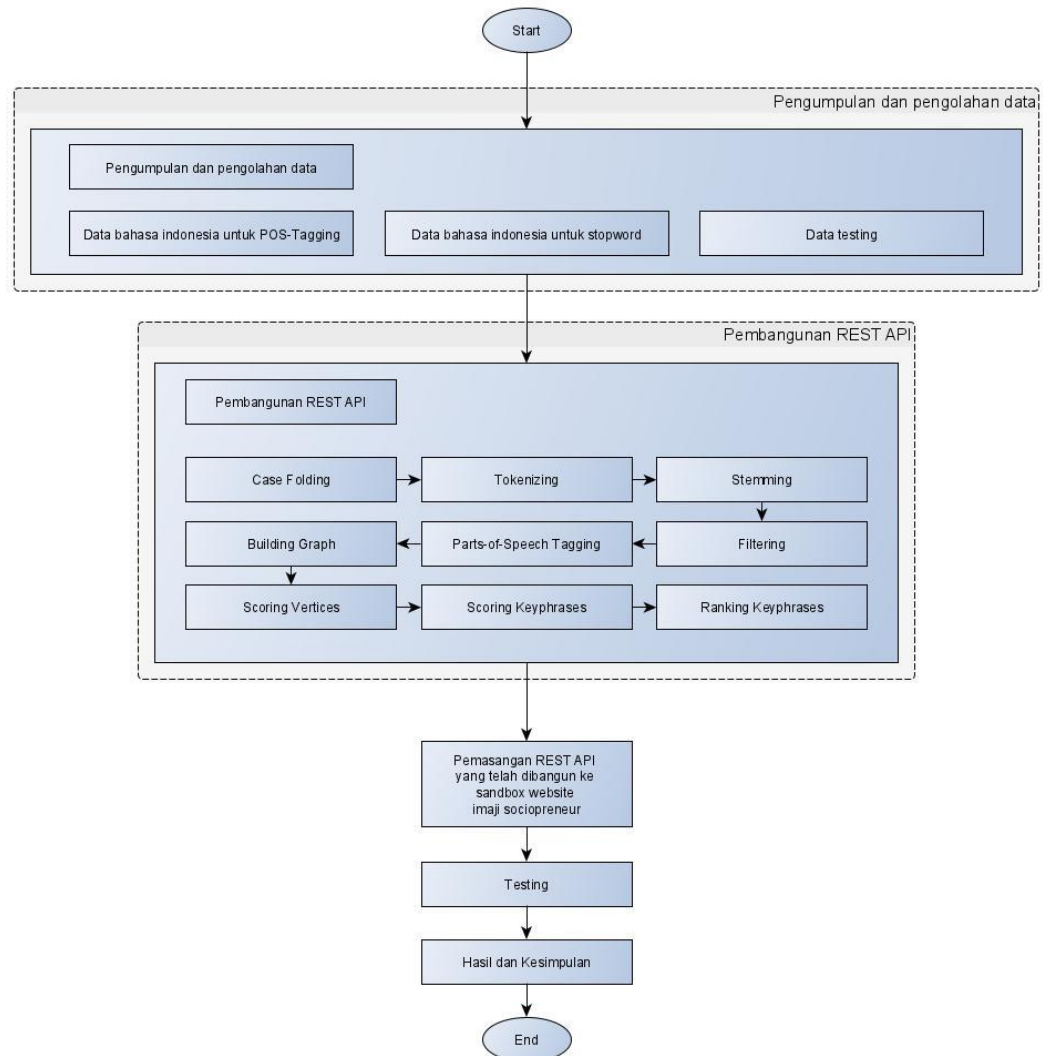 Start
Pengumpulan dan pengolahan data
Pengumpulan dan pengolahan data
Data bahasa indonesia untuk POS-Tagging
Data bahasa indonesia untuk stopword
Data testing
Pembangunan REST API
Pembangunan REST API
Case Folding
Tokenizing
Stemming
Filtering
Parts-of-Speech Tagging
Building Graph
Scoring Vertices
Scoring Keyphrases
Ranking Keyphrases
Pemasangan REST API
yang telah dibangun ke
sandbox website
imaji sociopreneur
Testing
Hasil dan Kesimpulan
End